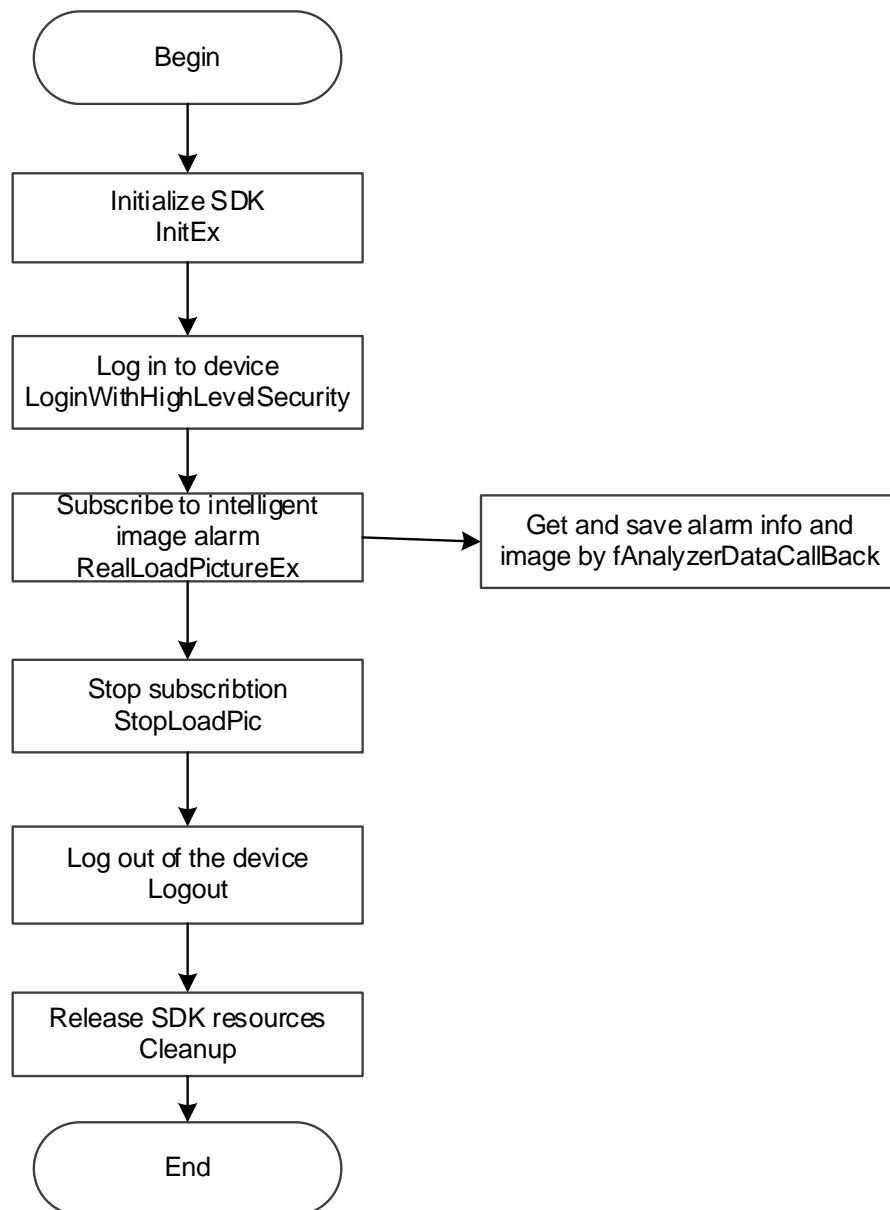 Begin
Initialize SDK
InitEx
Log in to device
LoginWithHighLevelSecurity
Subscribe to intelligent
image alarm
RealLoadPictureEx
Get and save alarm info and
image by fAnalyzerDataCallBack
Stop subscribtion
StopLoadPic
Log out of the device
Logout
Release SDK resources
Cleanup
End